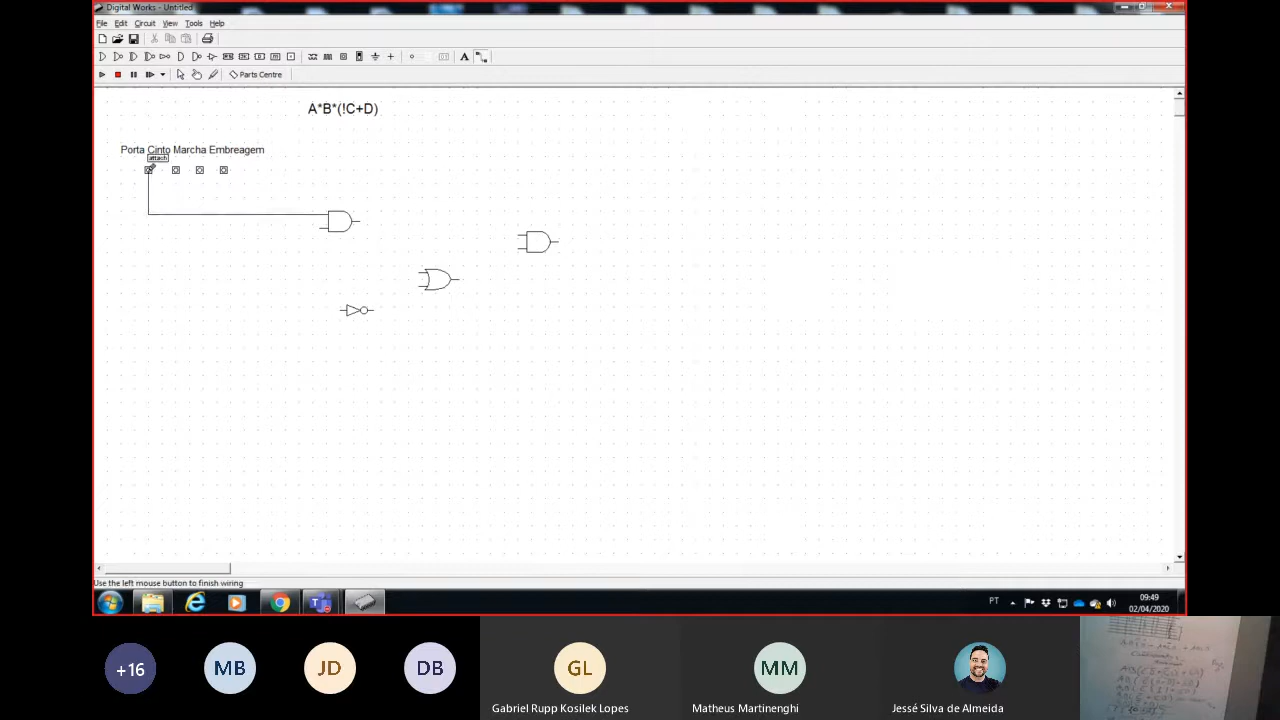 Digital Works - Untitled
File Edit Circuit View Tools Help
A
Parts Centre
A*B*(!C+D)
Porta Cinto Marcha Embreagem
attach
Use the left mouse button to finish wiring
PT
09:49
02/04/2020
+16
MB
JD
DB
GL
MM
Gabriel Rupp Kosilek Lopes
Matheus Martinenghi
Jessé Silva de Almeida